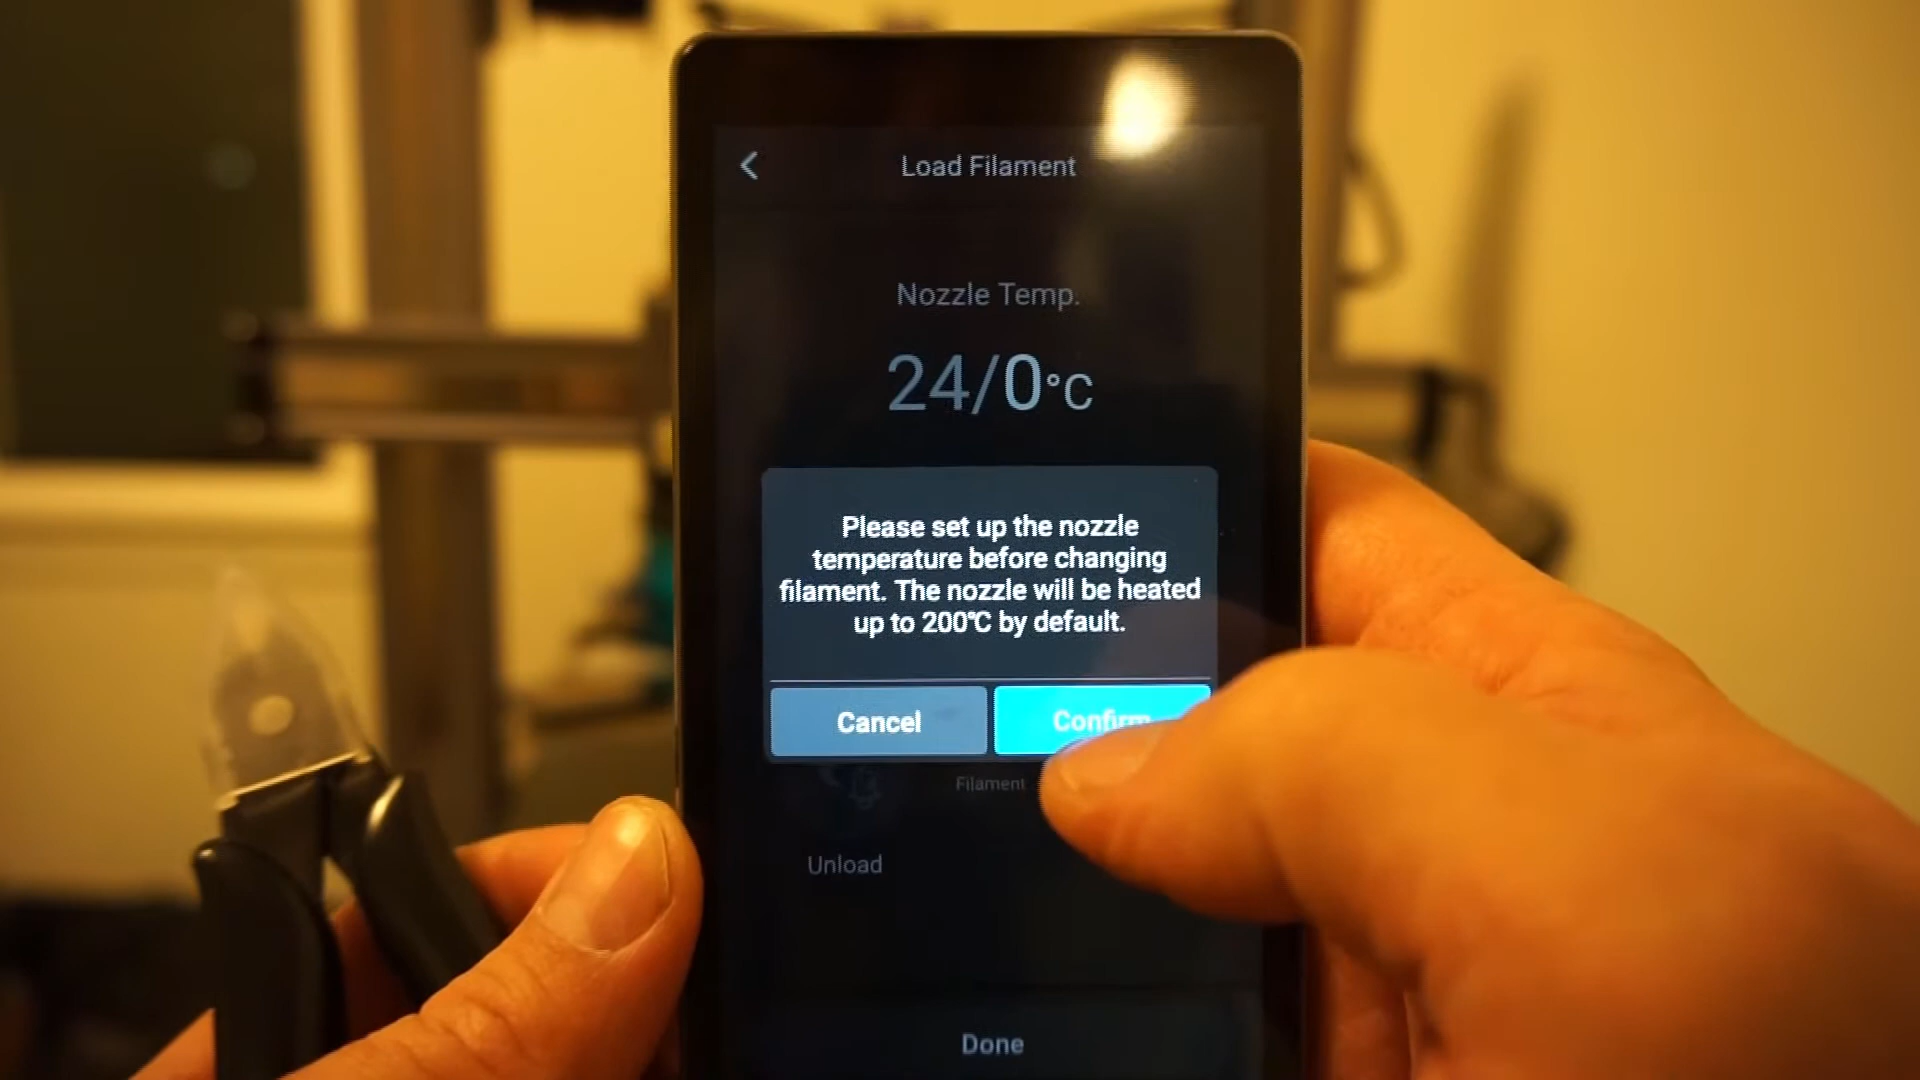 Load Filament
Nozzle Temp.
24/0°C
Please set up the nozzle
temperature before changing
filament. The nozzle will be heated
up to 200℃ by default.
Cancel
Confirm
Filament
Unload
Done